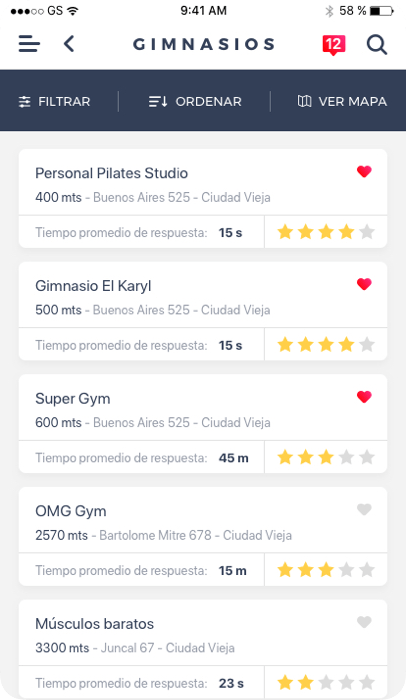 GS 9:41 AM 58 %
GIMNASIOS 12
FILTRAR ORDENAR VER MAPA
Personal Pilates Studio
400 mts - Buenos Aires 525 - Ciudad Vieja
Tiempo promedio de respuesta: 15 s
Gimnasio El Karyl
500 mts - Buenos Aires 525 - Ciudad Vieja
Tiempo promedio de respuesta: 15 s
Super Gym
600 mts - Buenos Aires 525 - Ciudad Vieja
Tiempo promedio de respuesta: 45 m
OMG Gym
2570 mts - Bartolome Mitre 678 - Ciudad Vieja
Tiempo promedio de respuesta: 15 m
Músculos baratos
3300 mts - Juncal 67 - Ciudad Vieja
Tiempo promedio de respuesta: 23 s